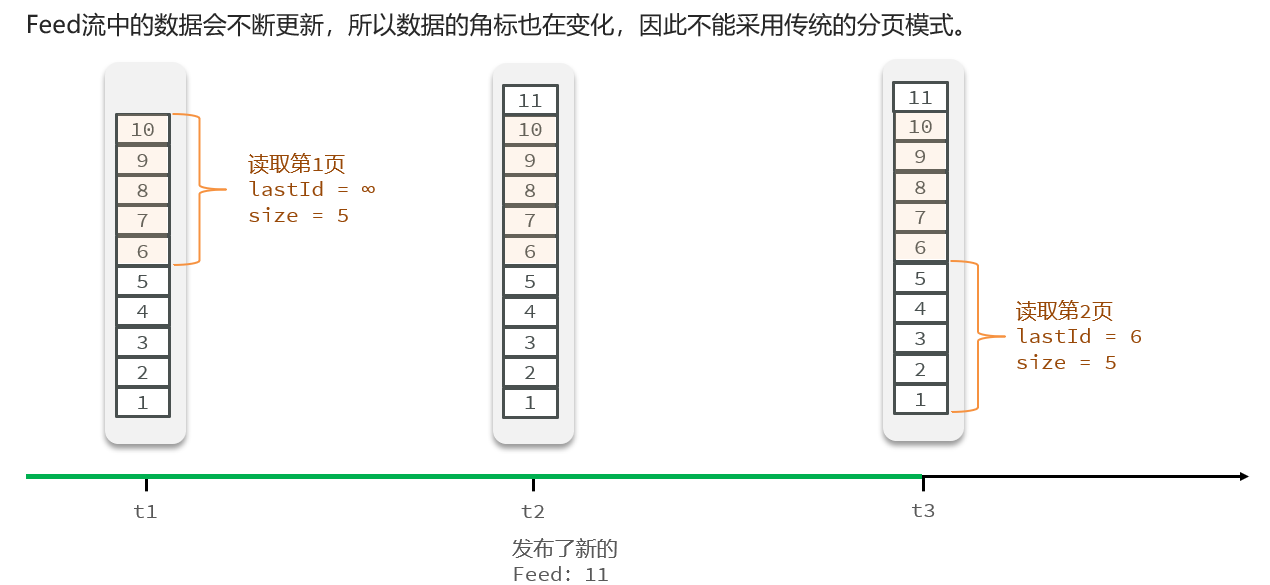 Feed流中的数据会不断更新，所以数据的角标也在变化，因此不能采用传统的分页模式。
10
9
8
7
6
5
4
3
2
1
读取第1页
lastId = ∞
size = 5
11
10
9
8
7
6
5
4
3
2
1
11
10
9
8
7
6
5
4
3
2
1
读取第2页
lastId = 6
size = 5
t1
t2
t3
发布了新的
Feed: 11